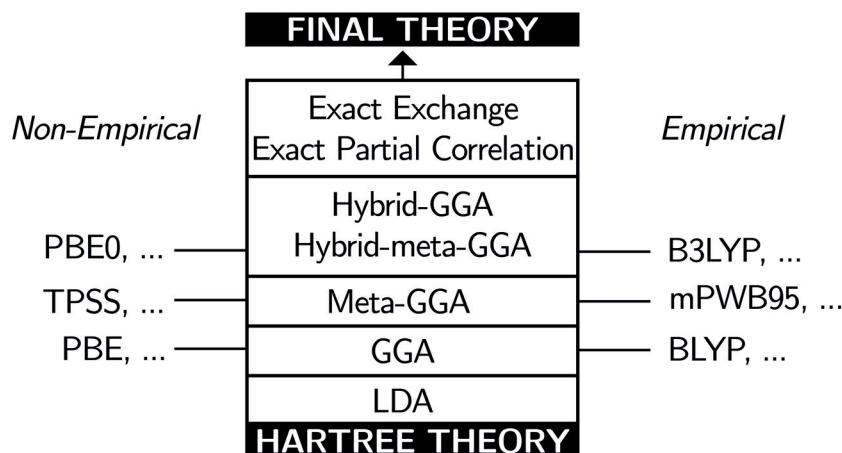 FINAL THEORY
Exact Exchange
Non-Empirical
Empirical
Exact Partial Correlation
Hybrid-GGA
PBE0, ...
Hybrid-meta-GGA
B3LYP, ...
TPSS, ...
Meta-GGA
mPWB95, ...
PBE, ...
GGA
BLYP, ...
LDA
HARTREE THEORY